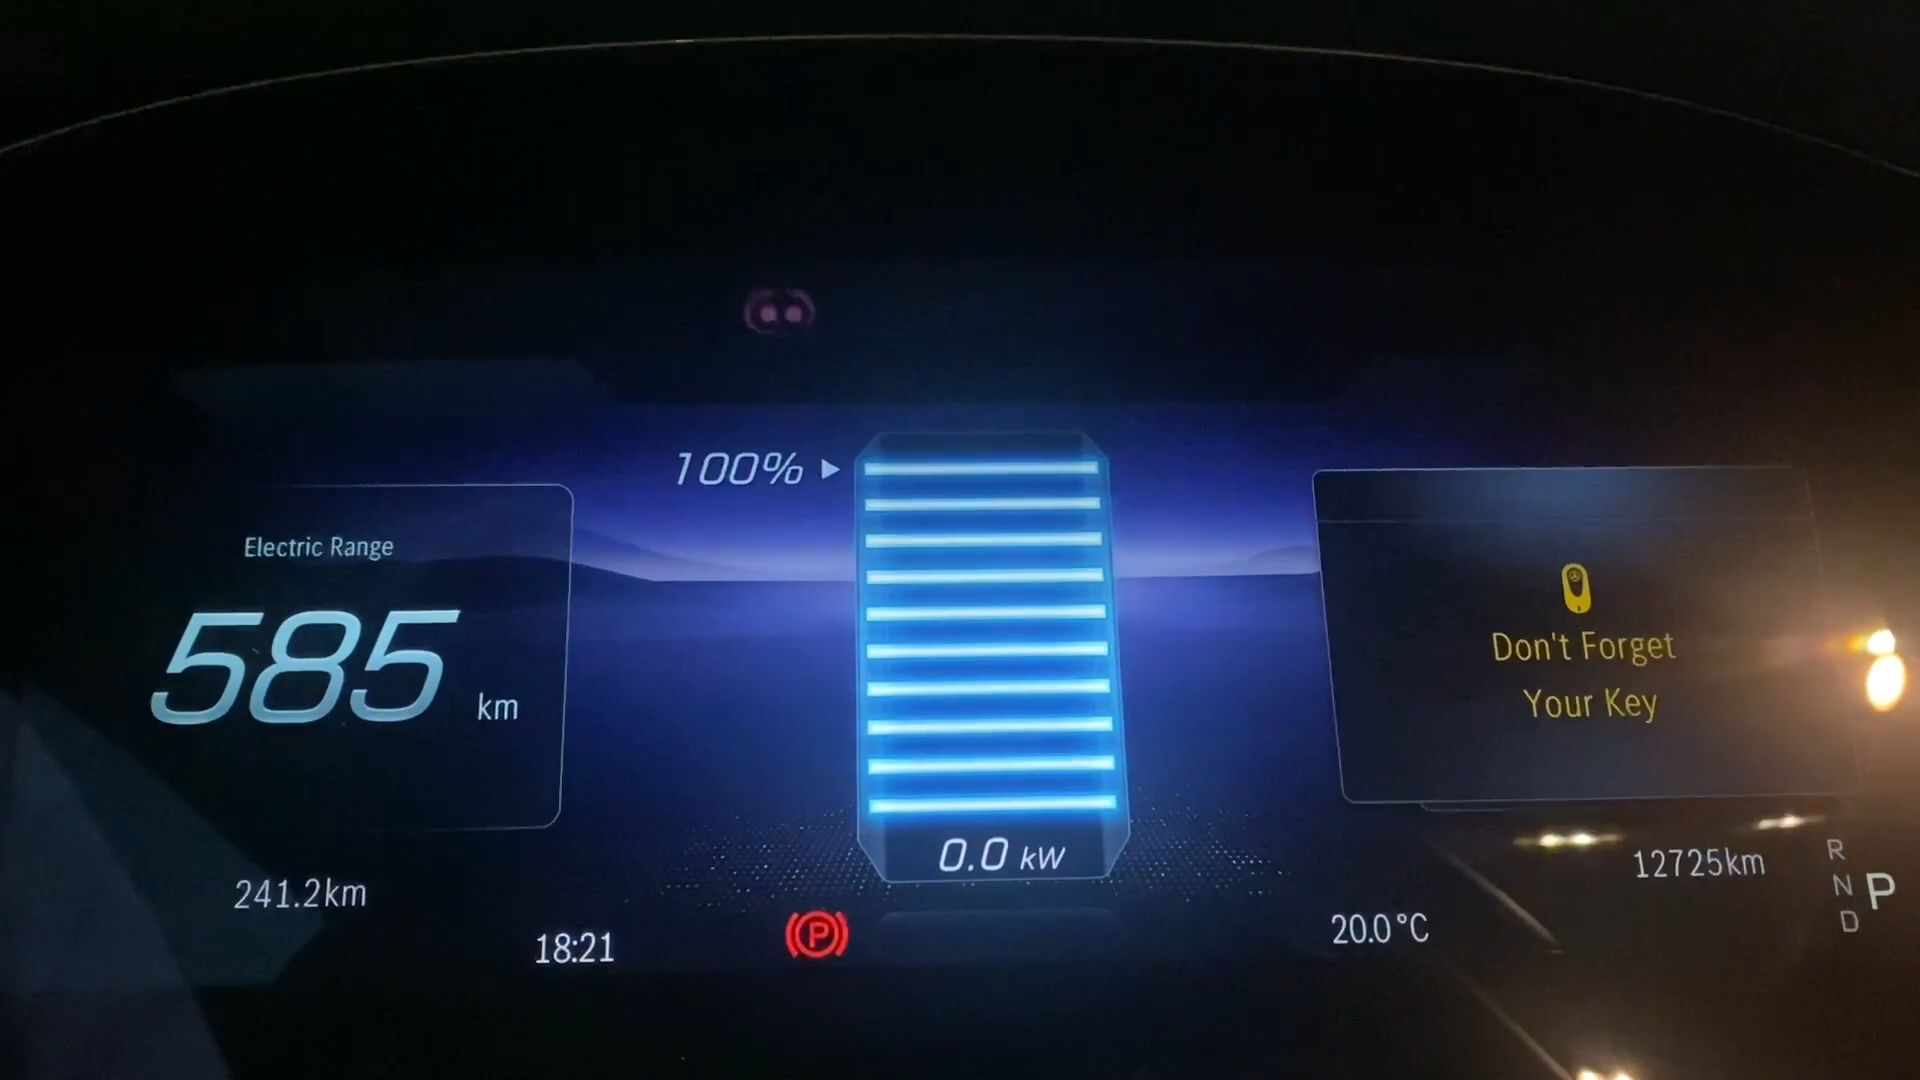 100%
Electric Range
585 km
Don't Forget
Your Key
0.0 kW
241.2km
12725km
R
N P
D
18:21
P
20.0°C